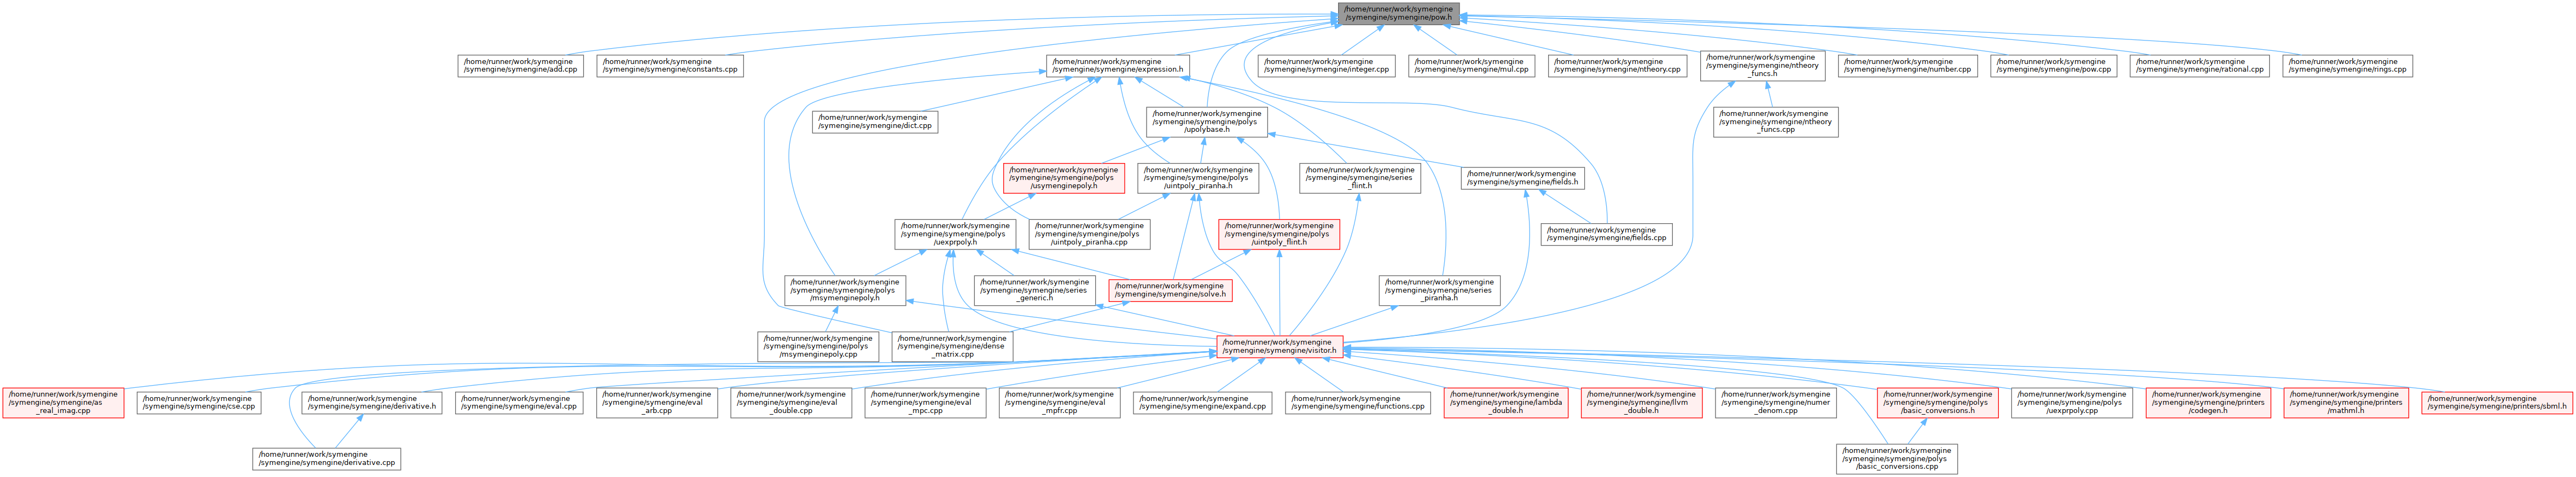 /home/runner/work/symengine
/symengine/symengine/pow.h
/home/runner/work/symengine
/symengine/symengine/add.cpp
/home/runner/work/symengine
/symengine/symengine/constants.cpp
/home/runner/work/symengine
/symengine/symengine/expression.h
/home/runner/work/symengine
/symengine/symengine/integer.cpp
/home/runner/work/symengine
/symengine/symengine/mul.cpp
/home/runner/work/symengine
/symengine/symengine/ntheory.cpp
/home/runner/work/symengine
/symengine/symengine/ntheory
_funcs.h
/home/runner/work/symengine
/symengine/symengine/number.cpp
/home/runner/work/symengine
/symengine/symengine/pow.cpp
/home/runner/work/symengine
/symengine/symengine/rational.cpp
/home/runner/work/symengine
/symengine/symengine/rings.cpp
/home/runner/work/symengine
/symengine/symengine/dict.cpp
/home/runner/work/symengine
/symengine/symengine/polys
/upolybase.h
/home/runner/work/symengine
/symengine/symengine/ntheory
_funcs.cpp
/home/runner/work/symengine
/symengine/symengine/polys
/usymenginepoly.h
/home/runner/work/symengine
/symengine/symengine/polys
/uintpoly_piranha.h
/home/runner/work/symengine
/symengine/symengine/series
_flint.h
/home/runner/work/symengine
/symengine/symengine/fields.h
/home/runner/work/symengine
/symengine/symengine/polys
/uexprpoly.h
/home/runner/work/symengine
/symengine/symengine/polys
/uintpoly_piranha.cpp
/home/runner/work/symengine
/symengine/symengine/polys
/uintpoly_flint.h
/home/runner/work/symengine
/symengine/symengine/fields.cpp
/home/runner/work/symengine
/symengine/symengine/polys
/msymenginepoly.h
/home/runner/work/symengine
/symengine/symengine/series
_generic.h
/home/runner/work/symengine
/symengine/symengine/solve.h
/home/runner/work/symengine
/symengine/symengine/series
_piranha.h
/home/runner/work/symengine
/symengine/symengine/polys
/msymenginepoly.cpp
/home/runner/work/symengine
/symengine/symengine/dense
_matrix.cpp
/home/runner/work/symengine
/symengine/symengine/visitor.h
/home/runner/work/symengine
/symengine/symengine/as
_real_imag.cpp
/home/runner/work/symengine
/symengine/symengine/cse.cpp
/home/runner/work/symengine
/symengine/symengine/derivative.h
/home/runner/work/symengine
/symengine/symengine/eval.cpp
/home/runner/work/symengine
/symengine/symengine/eval
_arb.cpp
/home/runner/work/symengine
/symengine/symengine/eval
_double.cpp
/home/runner/work/symengine
/symengine/symengine/eval
_mpc.cpp
/home/runner/work/symengine
/symengine/symengine/eval
_mpfr.cpp
/home/runner/work/symengine
/symengine/symengine/expand.cpp
/home/runner/work/symengine
/symengine/symengine/functions.cpp
/home/runner/work/symengine
/symengine/symengine/lambda
_double.h
/home/runner/work/symengine
/symengine/symengine/llvm
_double.h
/home/runner/work/symengine
/symengine/symengine/numer
_denom.cpp
/home/runner/work/symengine
/symengine/symengine/polys
/basic_conversions.h
/home/runner/work/symengine
/symengine/symengine/polys
/uexprpoly.cpp
/home/runner/work/symengine
/symengine/symengine/printers
/codegen.h
/home/runner/work/symengine
/symengine/symengine/printers
/mathml.h
/home/runner/work/symengine
/symengine/symengine/printers/sbml.h
/home/runner/work/symengine
/symengine/symengine/derivative.cpp
/home/runner/work/symengine
/symengine/symengine/polys
/basic_conversions.cpp